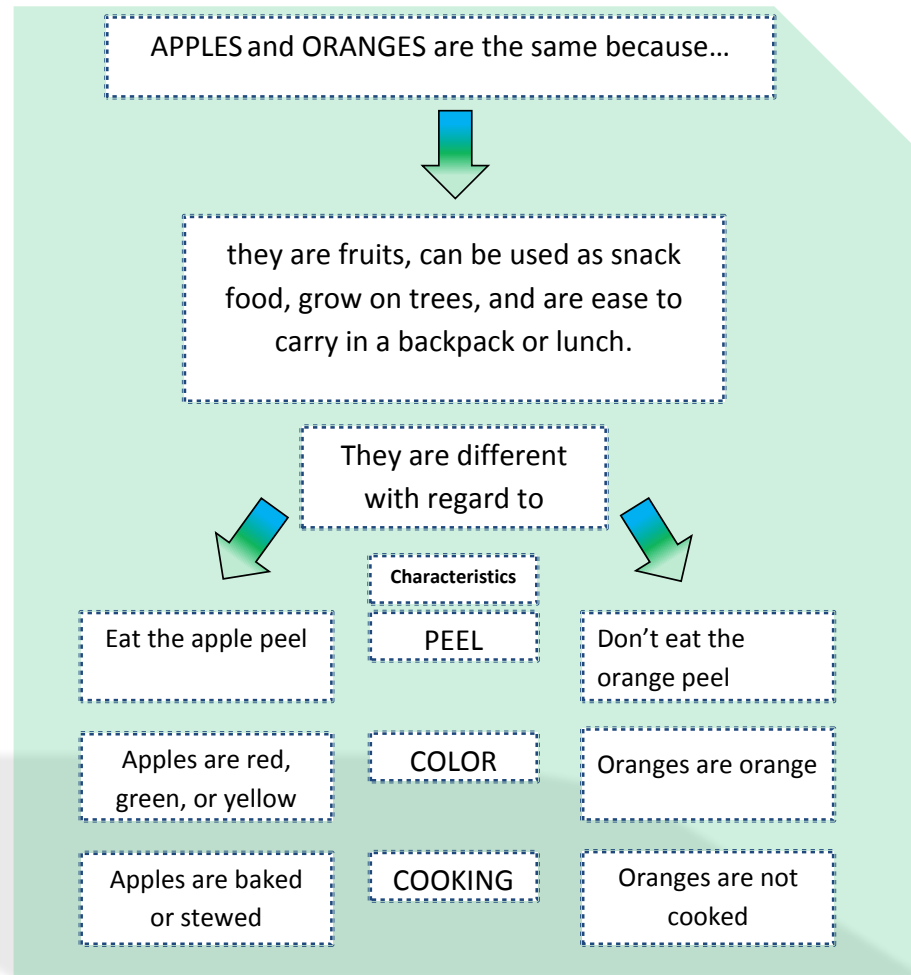 APPLES and ORANGES are the same because…
they are fruits, can be used as snack
food, grow on trees, and are ease to
carry in a backpack or lunch.
They are different
with regard to
Characteristics
Eat the apple peel
PEEL
Don’t eat the
orange peel
Apples are red,
green, or yellow
COLOR
Oranges are orange
Apples are baked
or stewed
COOKING
Oranges are not
cooked